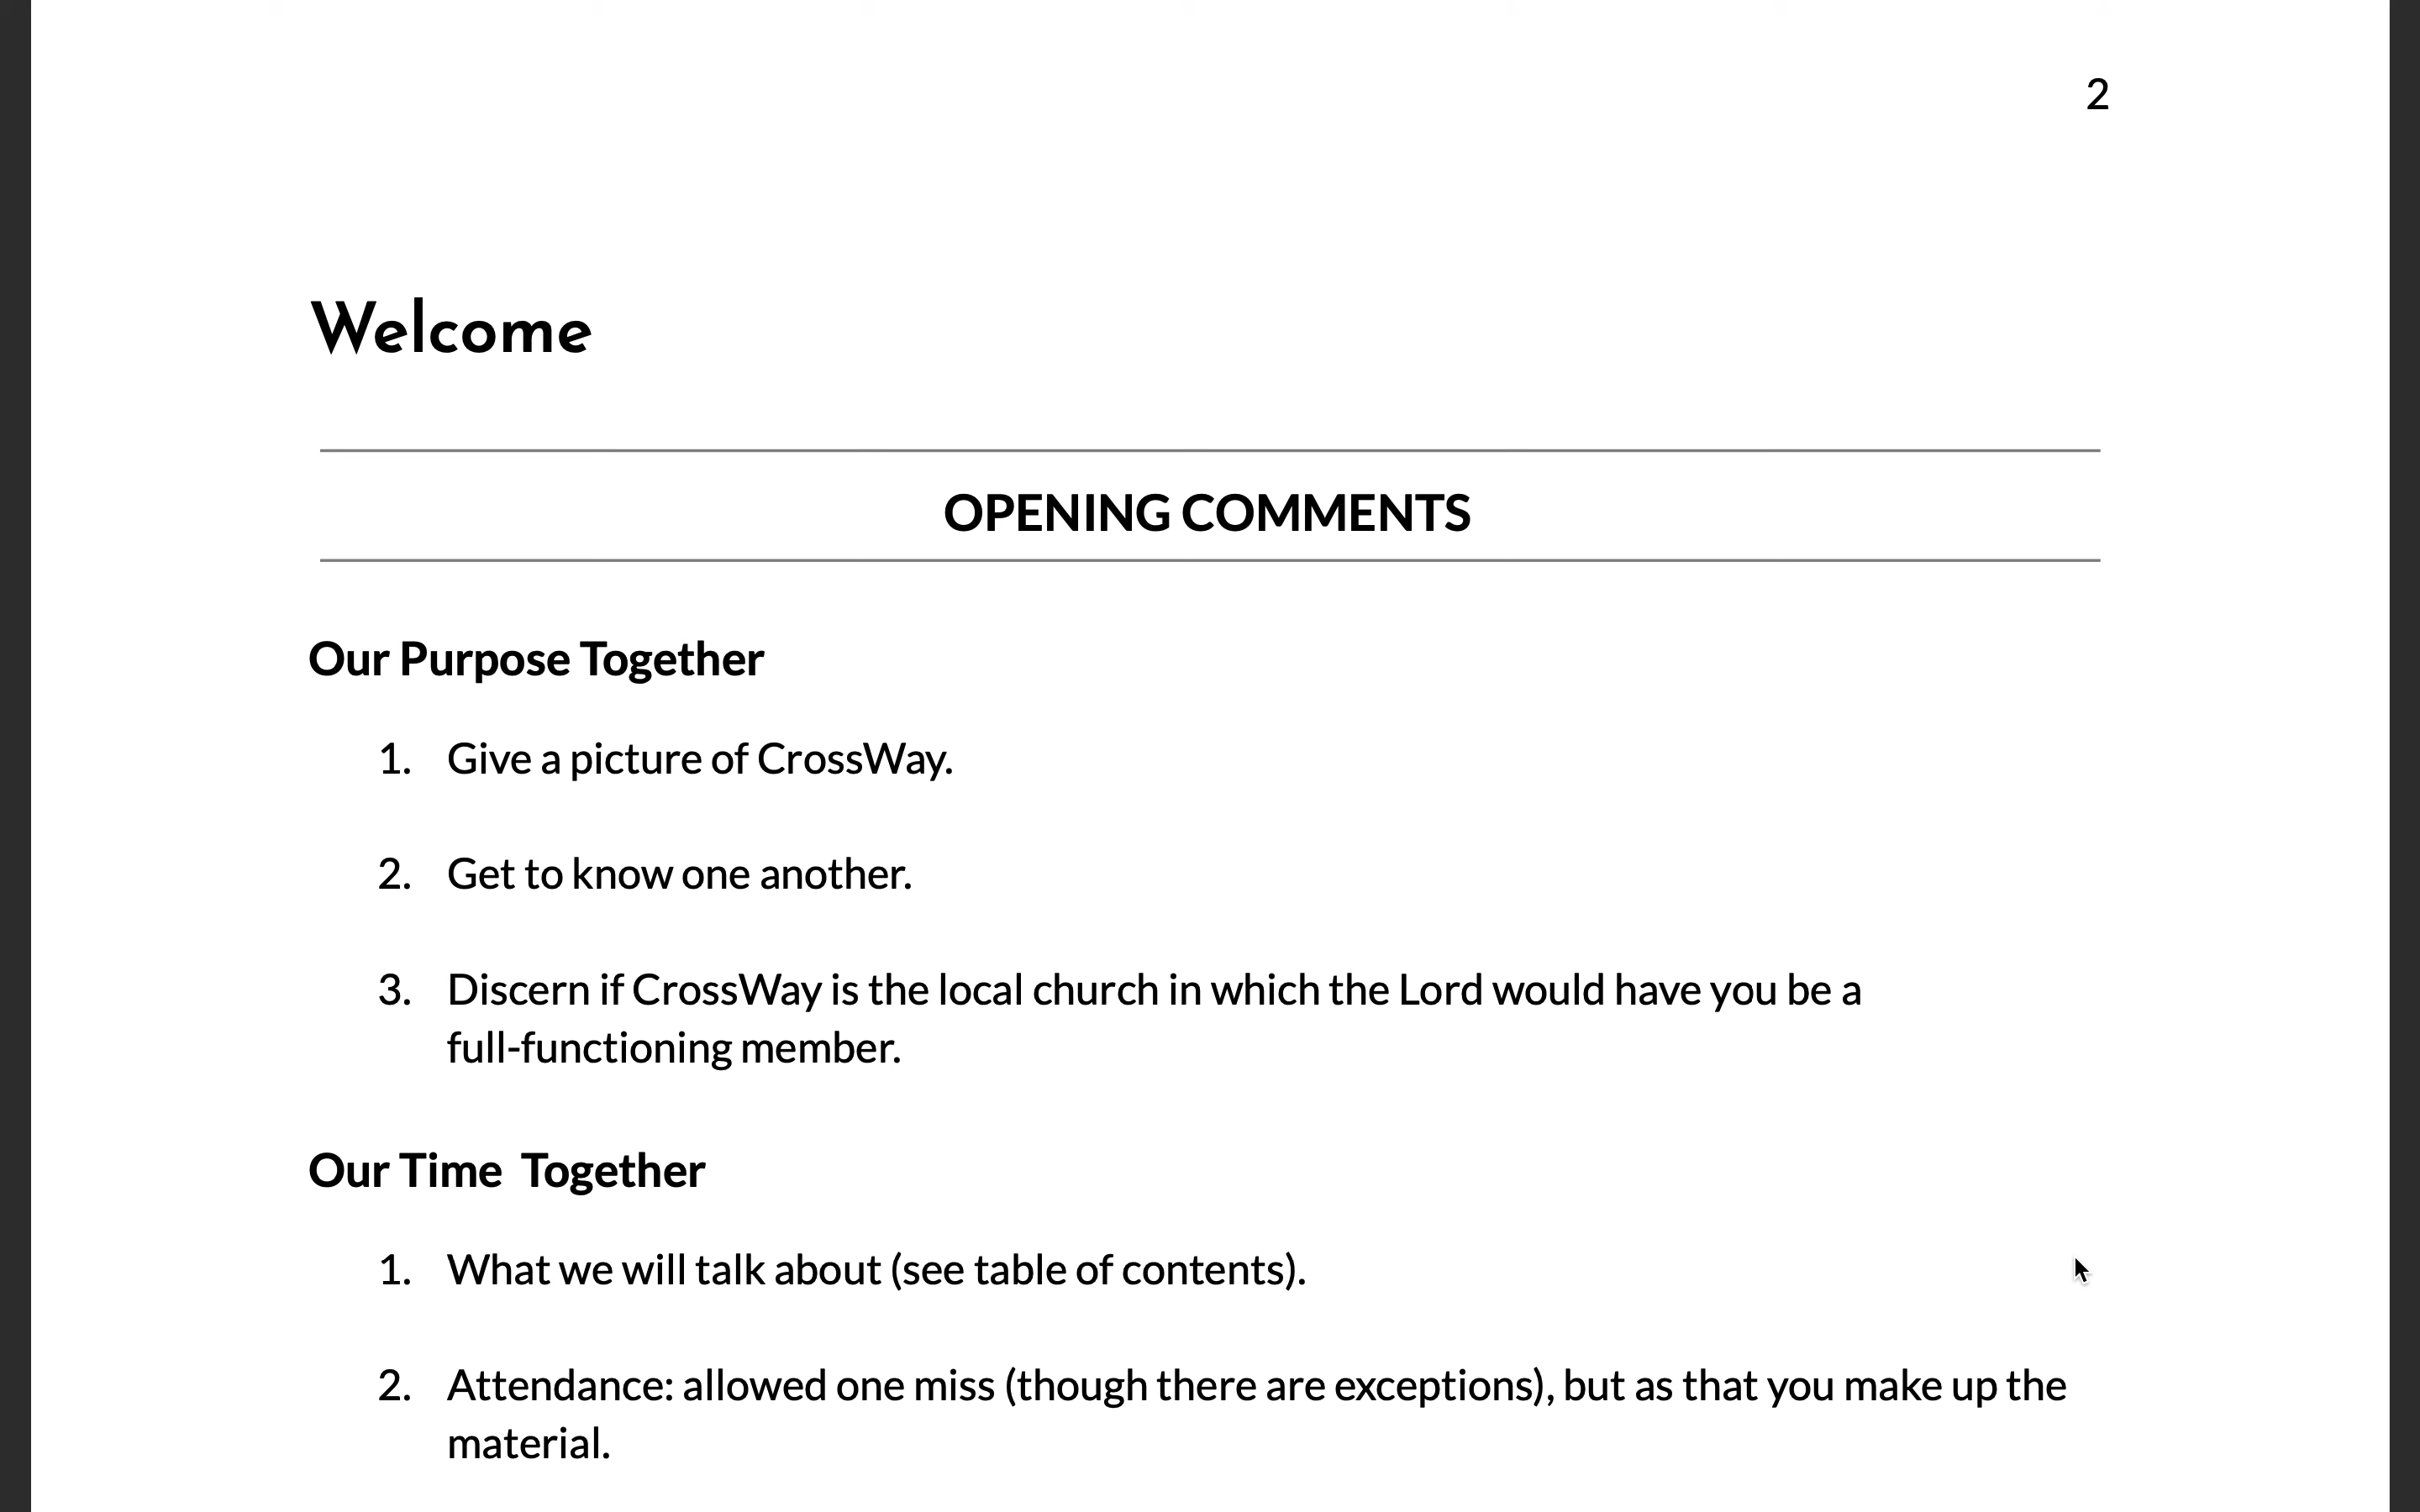 2
Welcome
OPENING COMMENTS
Our Purpose Together
1. Give a picture of CrossWay.
2. Get to know one another.
3. Discern if CrossWay is the local church in which the Lord would have you be a
full-functioning member.
Our Time  Together
1. What we will talk about (see table of contents).
2. Attendance: allowed one miss (though there are exceptions), but as that you make up the
material.